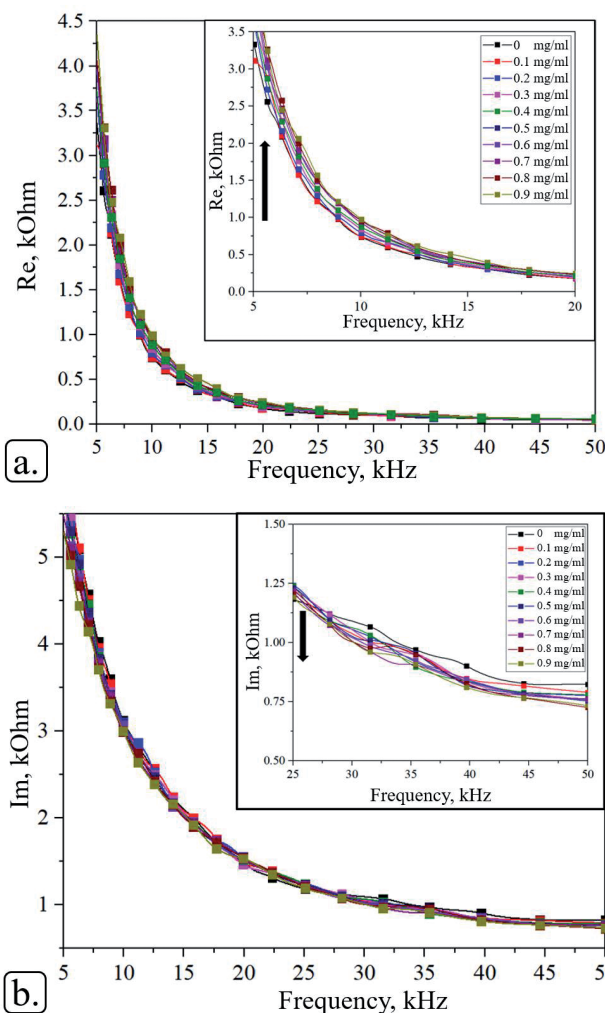 4.5
4.0
3.5
3.0
2.5
2.0
1.5
1.0
0.5
0.0
Re, kOhm
5 10 15 20 25 30 35 40 45 50
Frequency, kHz
3.5
3.0
2.5
2.0
1.5
1.0
0.5
0.0
Re, kOhm
5 10 15 20
Frequency, kHz
0 mg/ml
0.1 mg/ml
0.2 mg/ml
0.3 mg/ml
0.4 mg/ml
0.5 mg/ml
0.6 mg/ml
0.7 mg/ml
0.8 mg/ml
0.9 mg/ml
a.
5
4
3
2
1
Im, kOhm
5 10 15 20 25 30 35 40 45 50
Frequency, kHz
1.50
1.25
1.00
0.75
0.50
Im, kOhm
25 30 35 40 45 50
Frequency, kHz
0 mg/ml
0.1 mg/ml
0.2 mg/ml
0.3 mg/ml
0.4 mg/ml
0.5 mg/ml
0.6 mg/ml
0.7 mg/ml
0.8 mg/ml
0.9 mg/ml
b.